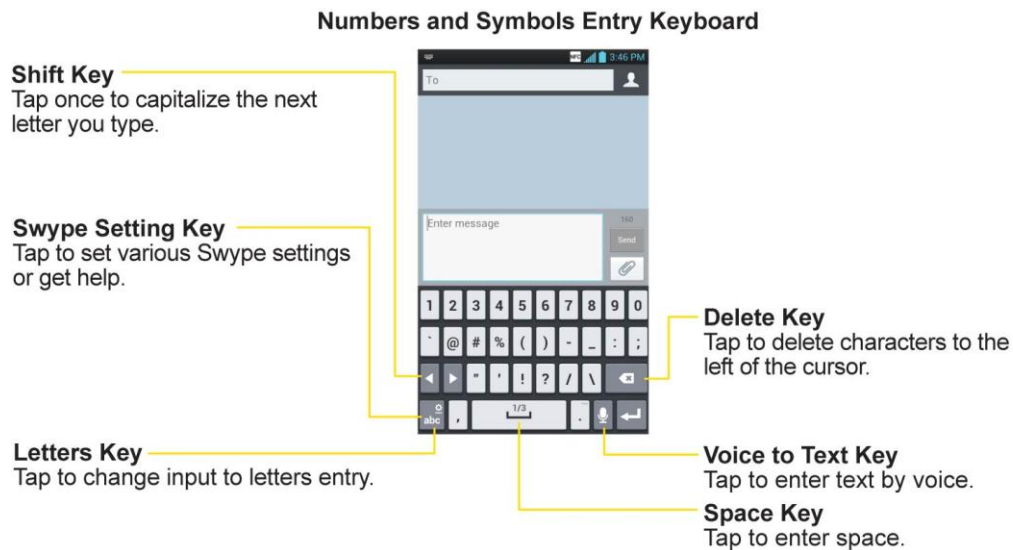 Numbers and Symbols Entry Keyboard
Shift Key
Tap once to capitalize the next
letter you type.
Swype Setting Key
Tap to set various Swype settings
or get help.
Letters Key
Tap to change input to letters entry.
NFC 3:46 PM
To
Enter message
160
Send
1 2 3 4 5 6 7 8 9 0
` @ # % ( ) - _ : ;
" ' ! ? / \
abc , 1/3 .
Delete Key
Tap to delete characters to the
left of the cursor.
Voice to Text Key
Tap to enter text by voice.
Space Key
Tap to enter space.